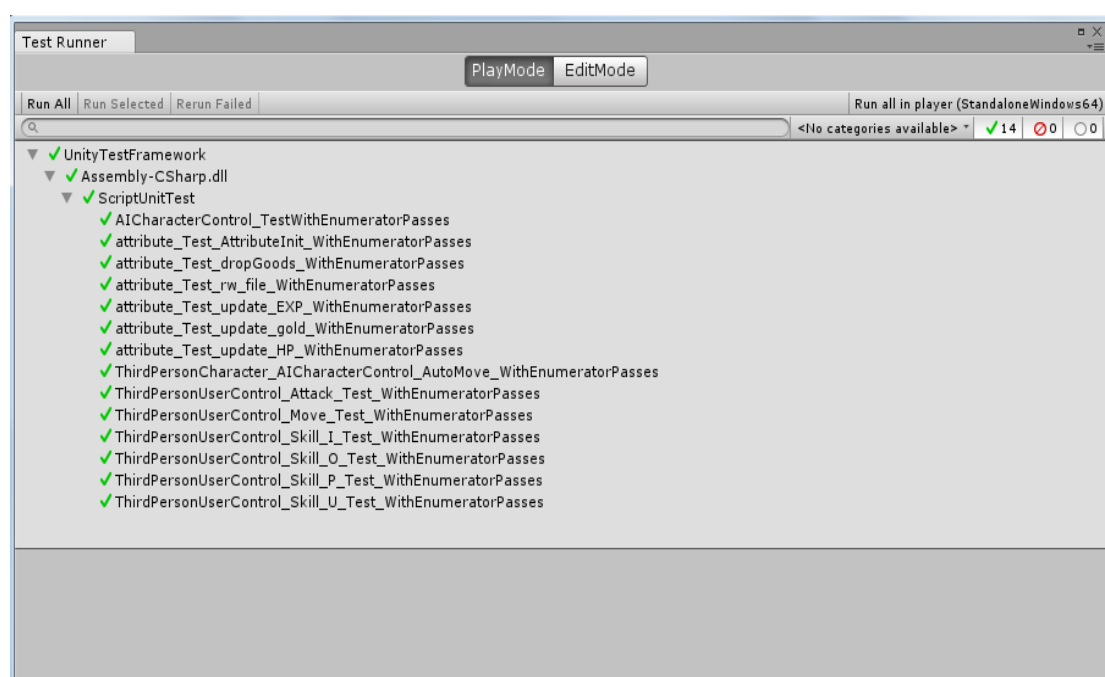 Test Runner
PlayMode EditMode
Run All Run Selected Rerun Failed Run all in player (StandaloneWindows64)
<No categories available> 14 0 0
UnityTestFramework
Assembly-CSharp.dll
ScriptUnitTest
AICharacterControl_TestWithEnumeratorPasses
attribute_Test_AttributeInit_WithEnumeratorPasses
attribute_Test_dropGoods_WithEnumeratorPasses
attribute_Test_rw_file_WithEnumeratorPasses
attribute_Test_update_EXP_WithEnumeratorPasses
attribute_Test_update_gold_WithEnumeratorPasses
attribute_Test_update_HP_WithEnumeratorPasses
ThirdPersonCharacter_AICharacterControl_AutoMove_WithEnumeratorPasses
ThirdPersonUserControl_Attack_Test_WithEnumeratorPasses
ThirdPersonUserControl_Move_Test_WithEnumeratorPasses
ThirdPersonUserControl_Skill_I_Test_WithEnumeratorPasses
ThirdPersonUserControl_Skill_O_Test_WithEnumeratorPasses
ThirdPersonUserControl_Skill_P_Test_WithEnumeratorPasses
ThirdPersonUserControl_Skill_U_Test_WithEnumeratorPasses